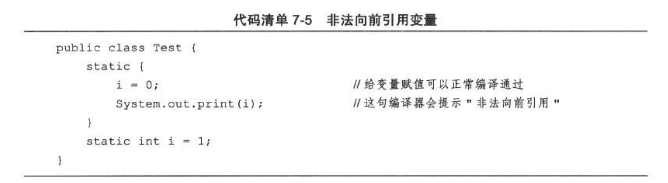 代码清单 7-5 非法向前引用变量
public class Test {
static {
i = 0; // 给变量赋值可以正常编译通过
System.out.print(i); // 这句编译器会提示"非法向前引用"
}
static int i = 1;
}